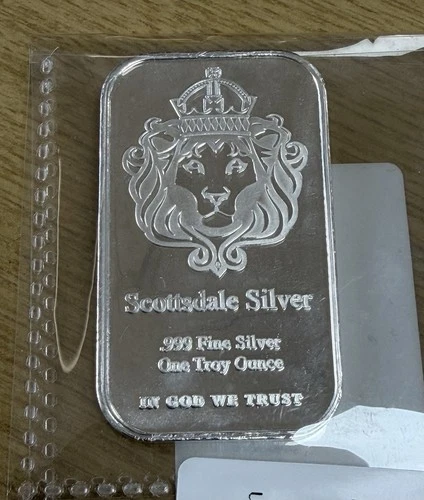 Scottsdale Silver
.999 Fine Silver
One Troy Ounce
IN GOD WE TRUST